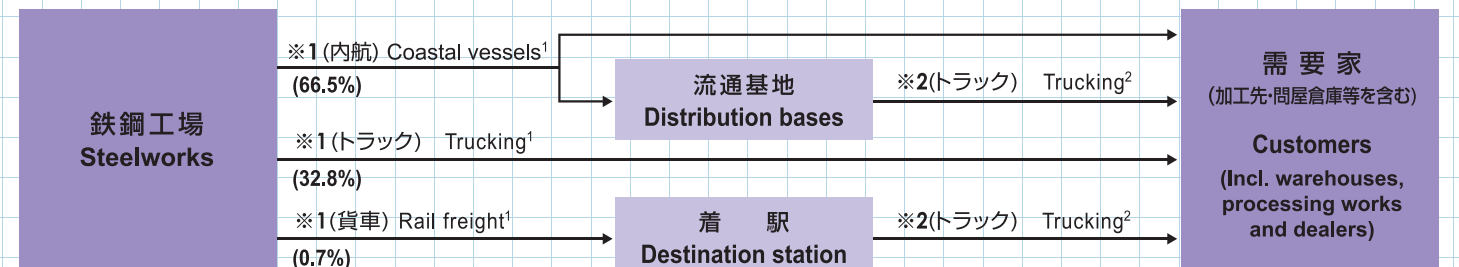 鉄鋼工場
Steelworks
※1(内航) Coastal vessels1
(66.5%)
流通基地
Distribution bases
※2(トラック) Trucking2
※1(トラック) Trucking1
(32.8%)
※1(貨車) Rail freight1
(0.7%)
着 駅
Destination station
※2(トラック) Trucking2
需要家
(加工先・問屋倉庫等を含む)
Customers
(Incl. warehouses,
processing works
and dealers)